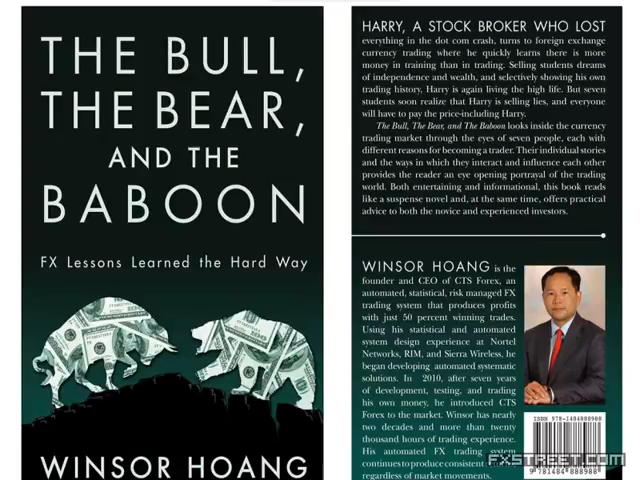 THE BULL,
THE BEAR,
AND THE
BABOON
FX Lessons Learned the Hard Way
WINSOR HOANG
HARRY, A STOCK BROKER WHO LOST
everything in the dot com crash, turns to foreign exchange
currency trading where he quickly learns there is more
money in training than in trading. Selling students dreams
of independence and wealth, and selectively showing his own
trading history, Harry is again living the high life. But seven
students soon realize that Harry is selling lies, and everyone
will have to pay the price-including Harry.
The Bull, The Bear, and The Baboon looks inside the currency
trading market through the eyes of seven people, each with
different reasons for becoming a trader. Their individual stories
and the ways in which they interact and influence each other
provides the reader an eye opening portrayal of the trading
world. Both entertaining and informational, this book reads
like a suspense novel and, at the same time, offers practical
advice to both the novice and experienced investors.
WINSOR HOANG is the
founder and CEO of CTS Forex, an
automated, statistical, risk managed FX
trading system that produces profits
with just 50 percent winning trades.
Using his statistical and automated
system design experience at Nortel
Networks, RIM, and Sierra Wireless, he
began developing automated systematic
solutions. In 2010, after seven years
of development, testing, and trading
his own money, he introduced CTS
Forex to the market. Winsor has nearly
two decades and more than twenty
thousand hours of trading experience.
His automated FX trading system
continues to produce consistent
regardless of market movements.
ISBN 978-1484888988
9 781484 888988
FXSTREET.COM